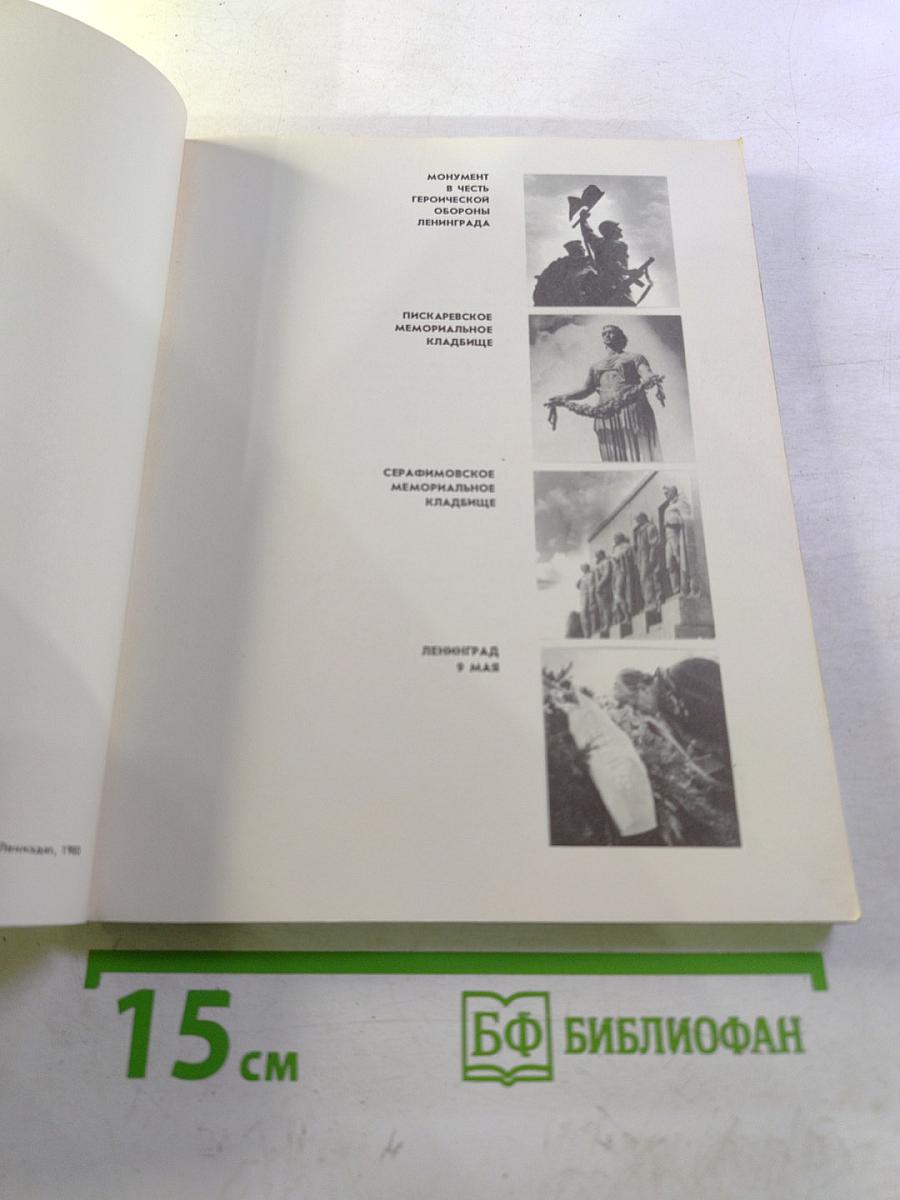 МОНУМЕНТ
В ЧЕСТЬ
ГЕРОИЧЕСКОЙ
ОБОРОНЫ
ЛЕНИНГРАДА
ПИСКАРЕВСКОЕ
МЕМОРИАЛЬНОЕ
КЛАДБИЩЕ
СЕРАФИМОВСКОЕ
МЕМОРИАЛЬНОЕ
КЛАДБИЩЕ
ЛЕНИНГРАД
9 МАЯ
Лениздат, 1980
15 см
БФ БИБЛИОФАН